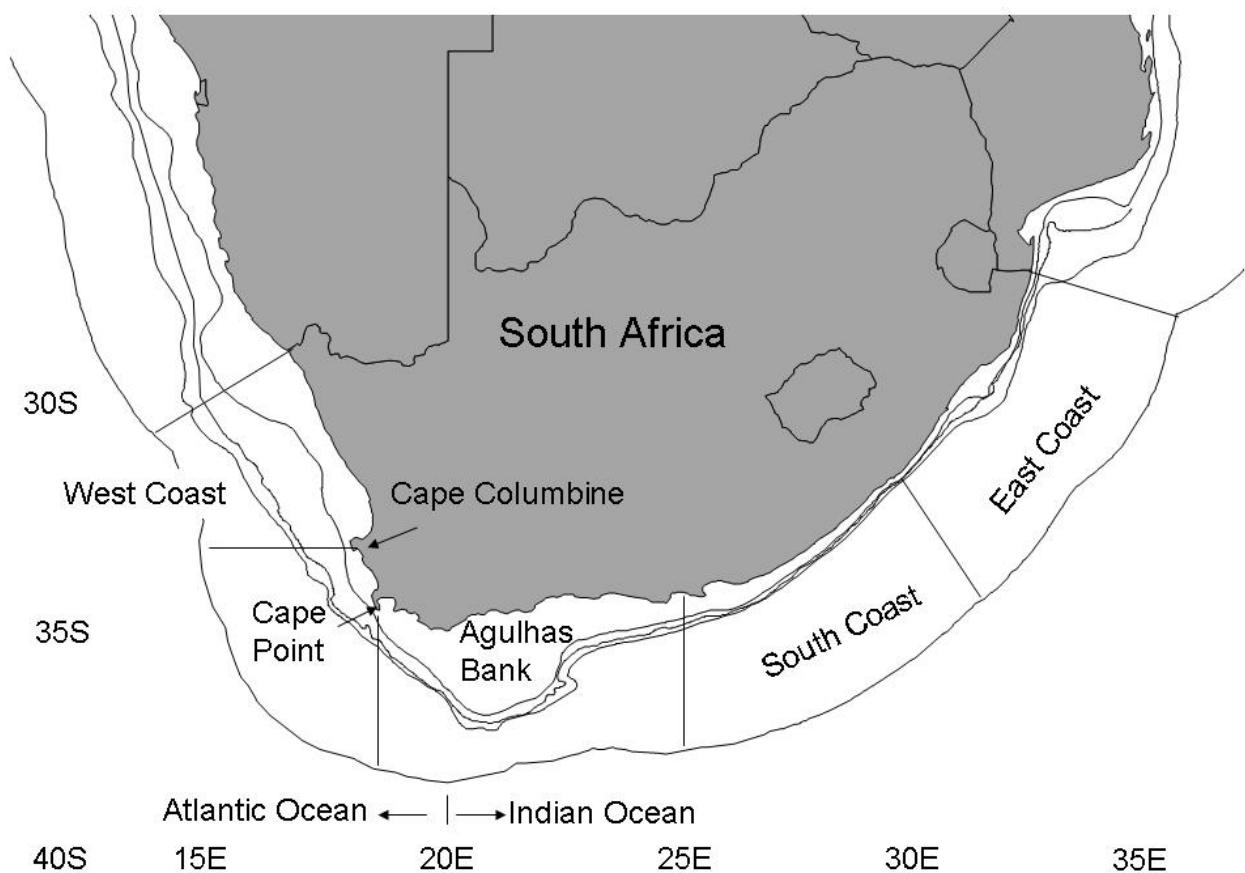 South Africa
30S
East Coast
West Coast
Cape Columbine
Cape
Point
35S
Agulhas
Bank
South Coast
Atlantic Ocean
Indian Ocean
40S
15E
20E
25E
30E
35E